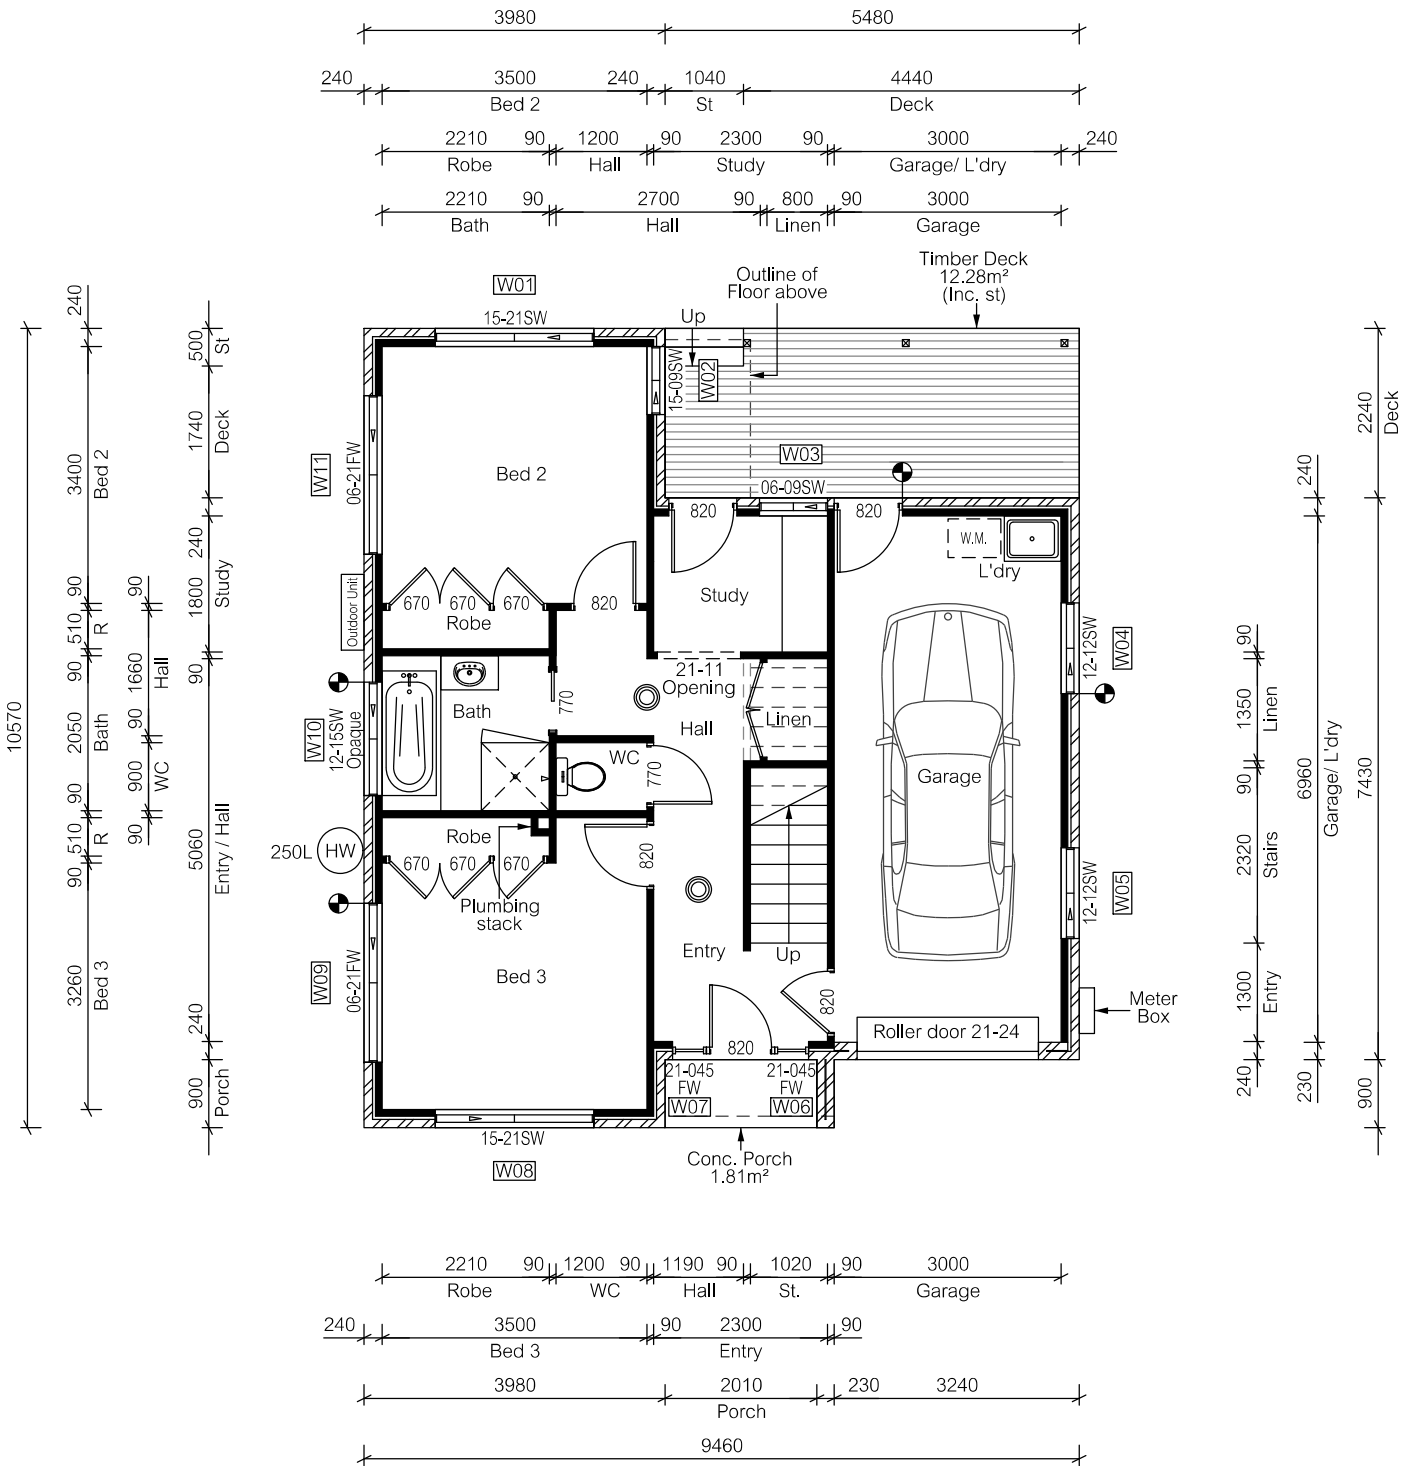 3980 5480
240 3500 240 1040 4440
Bed 2 St Deck
2210 90 1200 90 2300 90 3000 240
Robe Hall Study Garage/ L'dry
2210 90 2700 90 800 90 3000
Bath Hall Linen Garage
Timber Deck
12.28m²
(Inc. st)
Outline of
Floor above
W01
15-21SW
Up
15-09SW
W02
W03
06-09SW
10570
240
3400
Bed 2
90
510
R
90
2050
Bath
90
510
R
90
3260
Bed 3
90
1660
Hall
90
900
WC
90
500
St
1740
Deck
240
1800
Study
90
5060
Entry / Hall
240
900
Porch
W11
06-21FW
Bed 2
820
820
W.M.
L'dry
Outdoor Unit
670 670 670
Robe
820
Study
21-11
Opening
Hall
Linen
W10
12-15SW
Opaque
Bath
770
WC
770
Garage
250L
HW
Robe
670 670 670
820
Plumbing
stack
W09
06-21FW
Bed 3
Entry
Up
820
820
Roller door 21-24
Meter
Box
W04
12-12SW
W05
12-12SW
21-045
FW
W07
21-045
FW
W06
15-21SW
W08
Conc. Porch
1.81m²
90
1350
Linen
90
2320
Stairs
1300
Entry
240
240
6960
Garage/ L'dry
230
2240
Deck
7430
900
2210 90 1200 90 1190 90 1020 90 3000
Robe WC Hall St. Garage
240 3500 90 2300 90
Bed 3 Entry
3980 2010 230 3240
Porch
9460